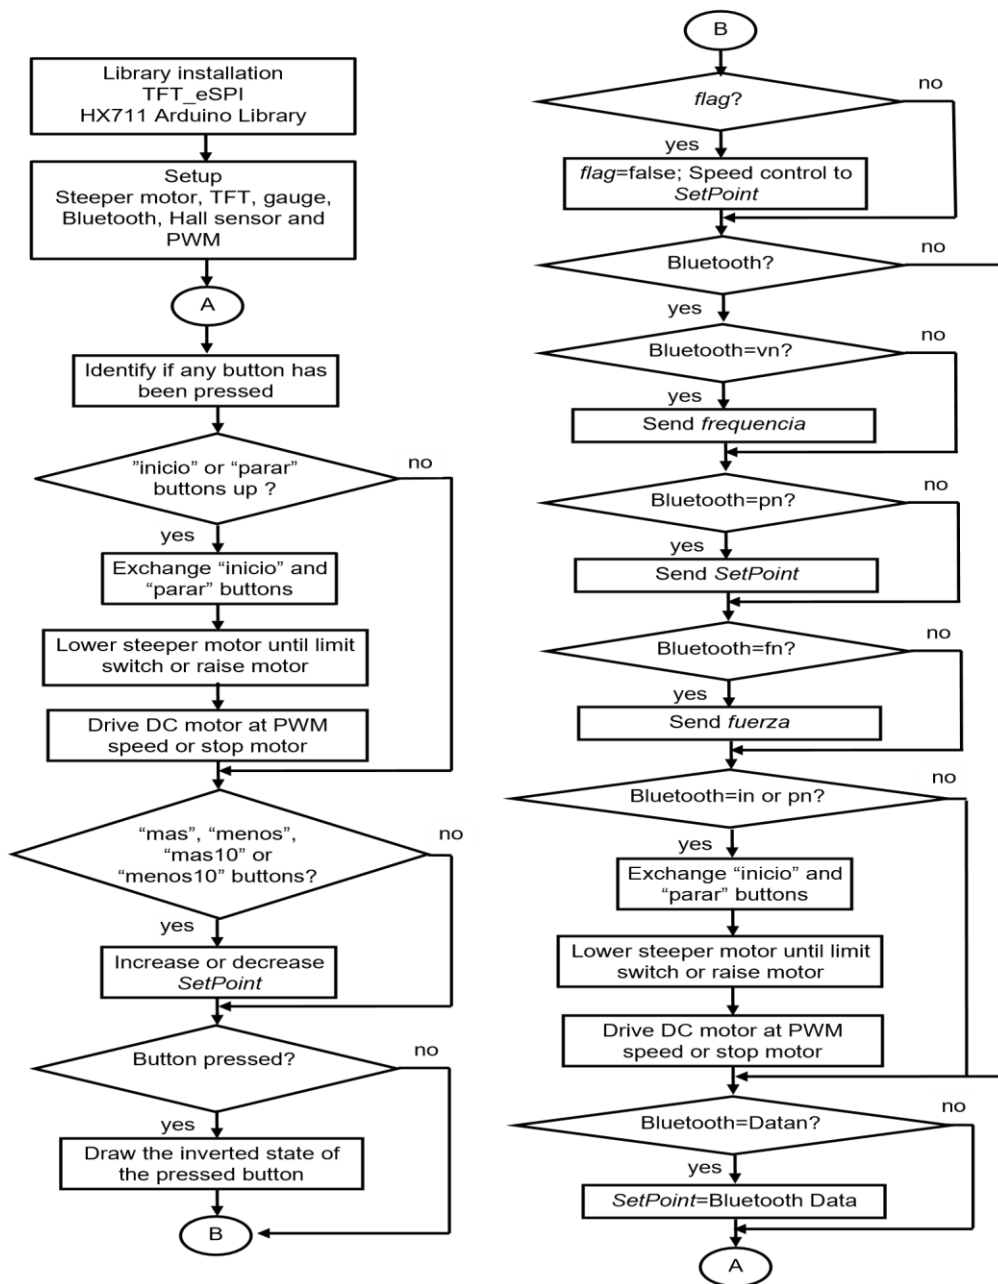 Library installation
TFT_eSPI
HX711 Arduino Library
Setup
Steeper motor, TFT, gauge,
Bluetooth, Hall sensor and
PWM
A
Identify if any button has
been pressed
”inicio” or “parar”
buttons up ?
no
yes
Exchange “inicio” and
“parar” buttons
Lower steeper motor until limit
switch or raise motor
Drive DC motor at PWM
speed or stop motor
“mas”, “menos”,
“mas10” or
“menos10” buttons?
no
yes
Increase or decrease
SetPoint
Button pressed?
no
yes
Draw the inverted state of
the pressed button
B
B
flag?
no
yes
flag=false; Speed control to
SetPoint
Bluetooth?
no
yes
Bluetooth=vn?
no
yes
Send frequencia
Bluetooth=pn?
no
yes
Send SetPoint
Bluetooth=fn?
no
yes
Send fuerza
Bluetooth=in or pn?
no
yes
Exchange “inicio” and
“parar” buttons
Lower steeper motor until limit
switch or raise motor
Drive DC motor at PWM
speed or stop motor
Bluetooth=Datan?
no
yes
SetPoint=Bluetooth Data
A